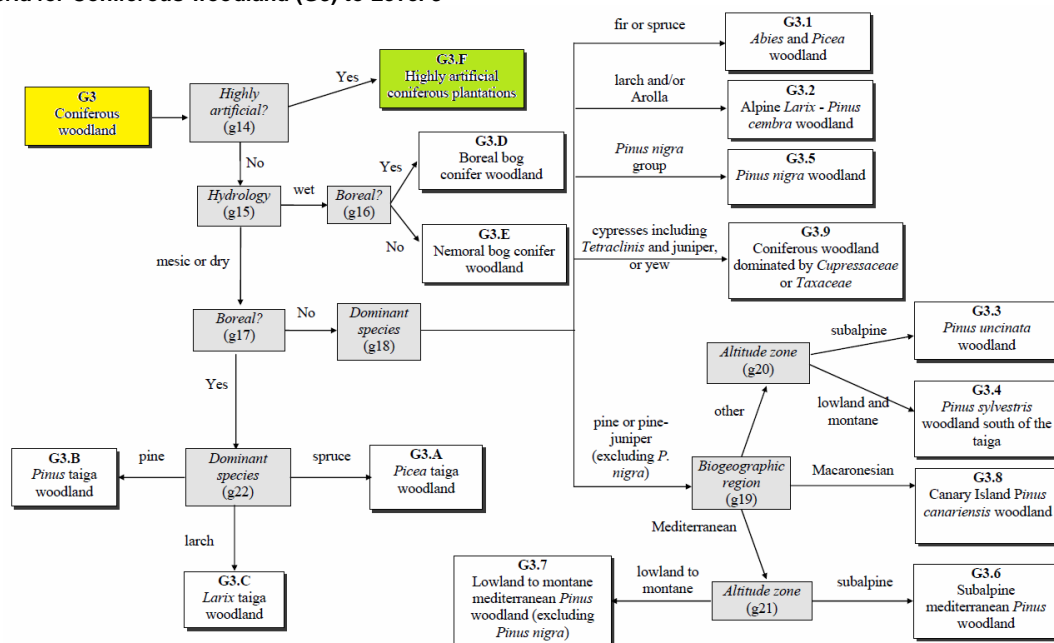 eria for Coniferous woodland (G3) to Level 3
G3
Coniferous
woodland
Highly
artificial?
(g14)
Yes
G3.F
Highly artificial
coniferous plantations
No
Hydrology
(g15)
wet
Boreal?
(g16)
Yes
G3.D
Boreal bog
conifer woodland
No
G3.E
Nemoral bog conifer
woodland
mesic or dry
Boreal?
(g17)
No
Dominant
species
(g18)
Yes
G3.B
Pinus taiga
woodland
pine
Dominant
species
(g22)
spruce
G3.A
Picea taiga
woodland
larch
G3.C
Larix taiga
woodland
fir or spruce
G3.1
Abies and Picea
woodland
larch and/or
Arolla
G3.2
Alpine Larix - Pinus
cembra woodland
Pinus nigra
group
G3.5
Pinus nigra woodland
cypresses including
Tetraclinis and juniper,
or yew
G3.9
Coniferous woodland
dominated by Cupressaceae
or Taxaceae
pine or pine-
juniper
(excluding P.
nigra)
Biogeographic
region
(g19)
other
Altitude zone
(g20)
subalpine
G3.3
Pinus uncinata
woodland
lowland and
montane
G3.4
Pinus sylvestris
woodland south of the
taiga
Macaronesian
G3.8
Canary Island Pinus
canariensis woodland
Mediterranean
Altitude zone
(g21)
lowland to
montane
G3.7
Lowland to montane
mediterranean Pinus
woodland (excluding
Pinus nigra)
subalpine
G3.6
Subalpine
mediterranean Pinus
woodland